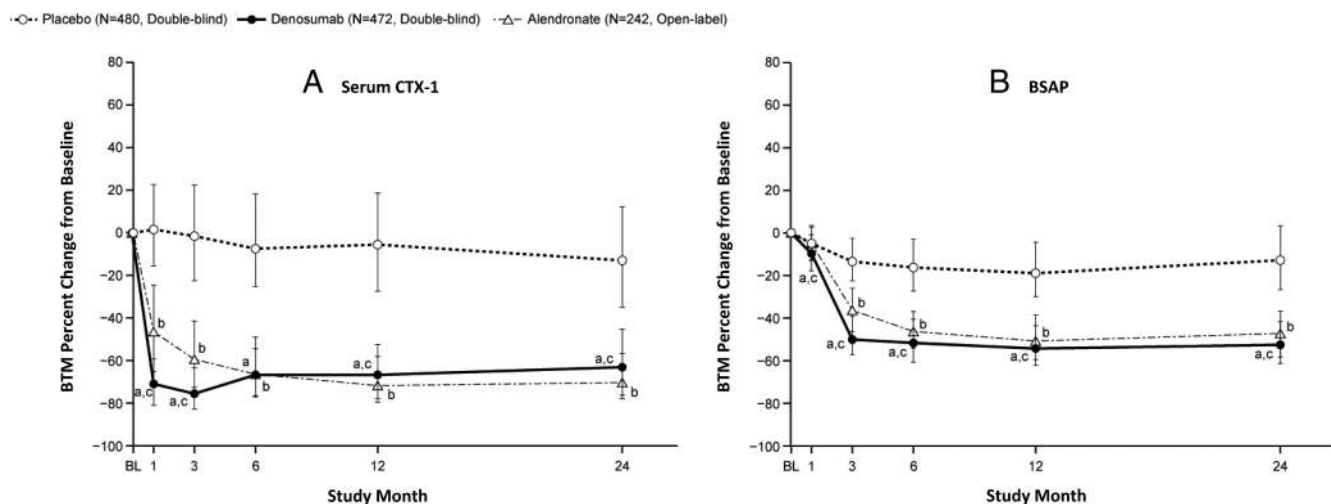 Placebo (N=480, Double-blind) Denosumab (N=472, Double-blind) Alendronate (N=242, Open-label)
A Serum CTX-1
BTM Percent Change from Baseline
80
60
40
20
0
−20
−40
−60
−80
−100
a,c
b
a,c
b
a
b
a,c
b
a,c
b
BL 1 3 6 12 24
Study Month
B BSAP
BTM Percent Change from Baseline
80
60
40
20
0
−20
−40
−60
−80
−100
a,c
b
a,c
b
a,c
b
a,c
b
a,c
BL 1 3 6 12 24
Study Month